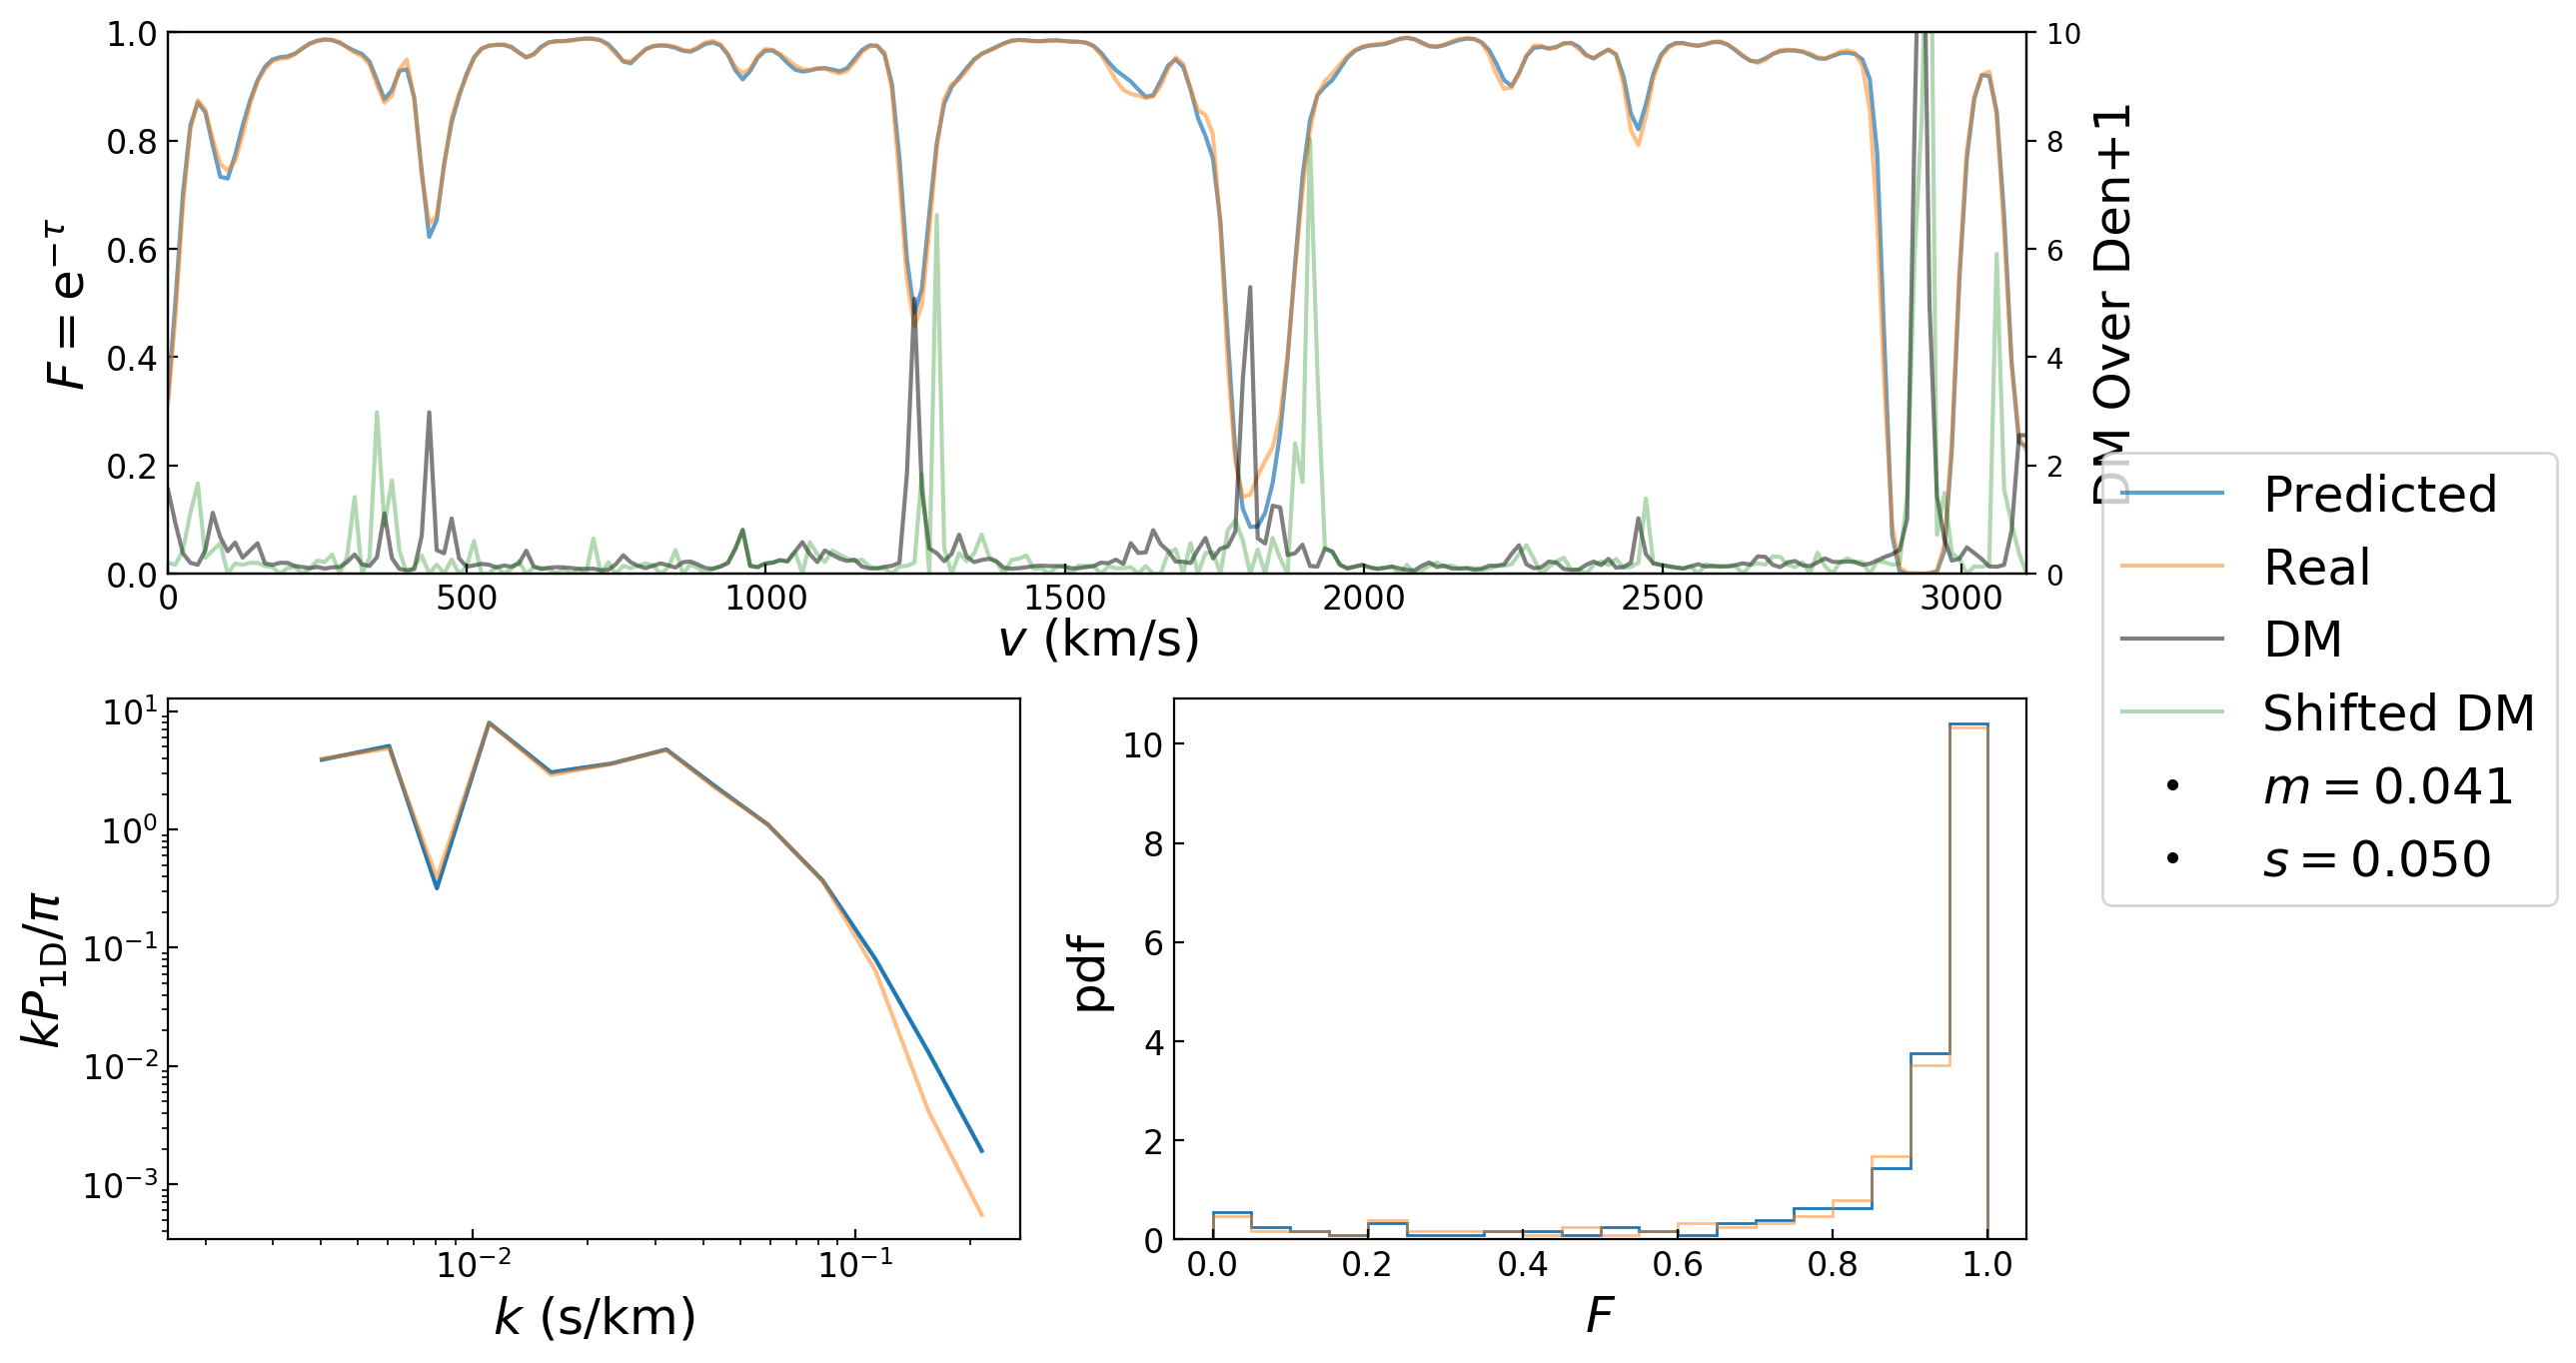 1.0
0.8
0.6
0.4
0.2
0.0
F = e^{-τ}
10
8
6
4
2
0
DM Over Den+1
0 500 1000 1500 2000 2500 3000
v (km/s)
Predicted
Real
DM
Shifted DM
m = 0.041
s = 0.050
10^1
10^0
10^{-1}
10^{-2}
10^{-3}
kP_{1D}/π
10^{-2} 10^{-1}
k (s/km)
10
8
6
4
2
0
pdf
0.0 0.2 0.4 0.6 0.8 1.0
F